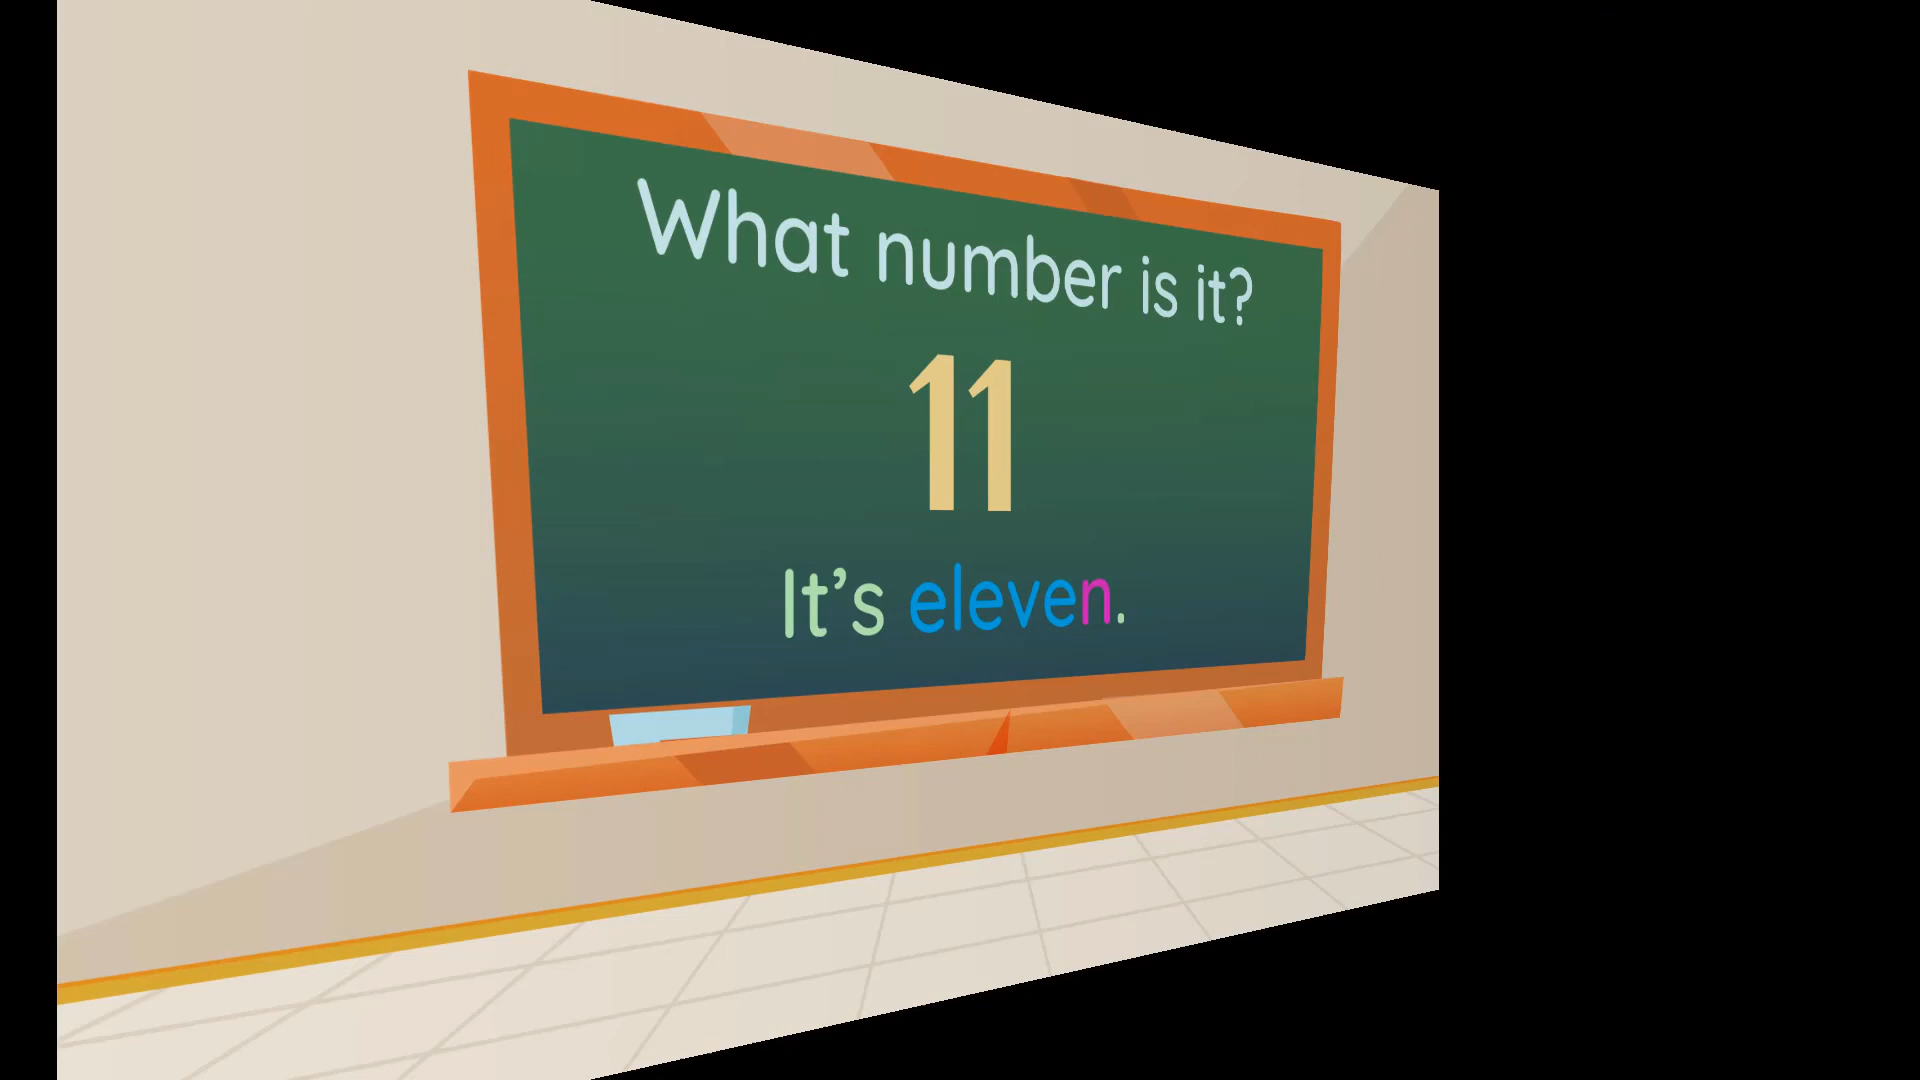 What number is it?
11
It’s eleven.